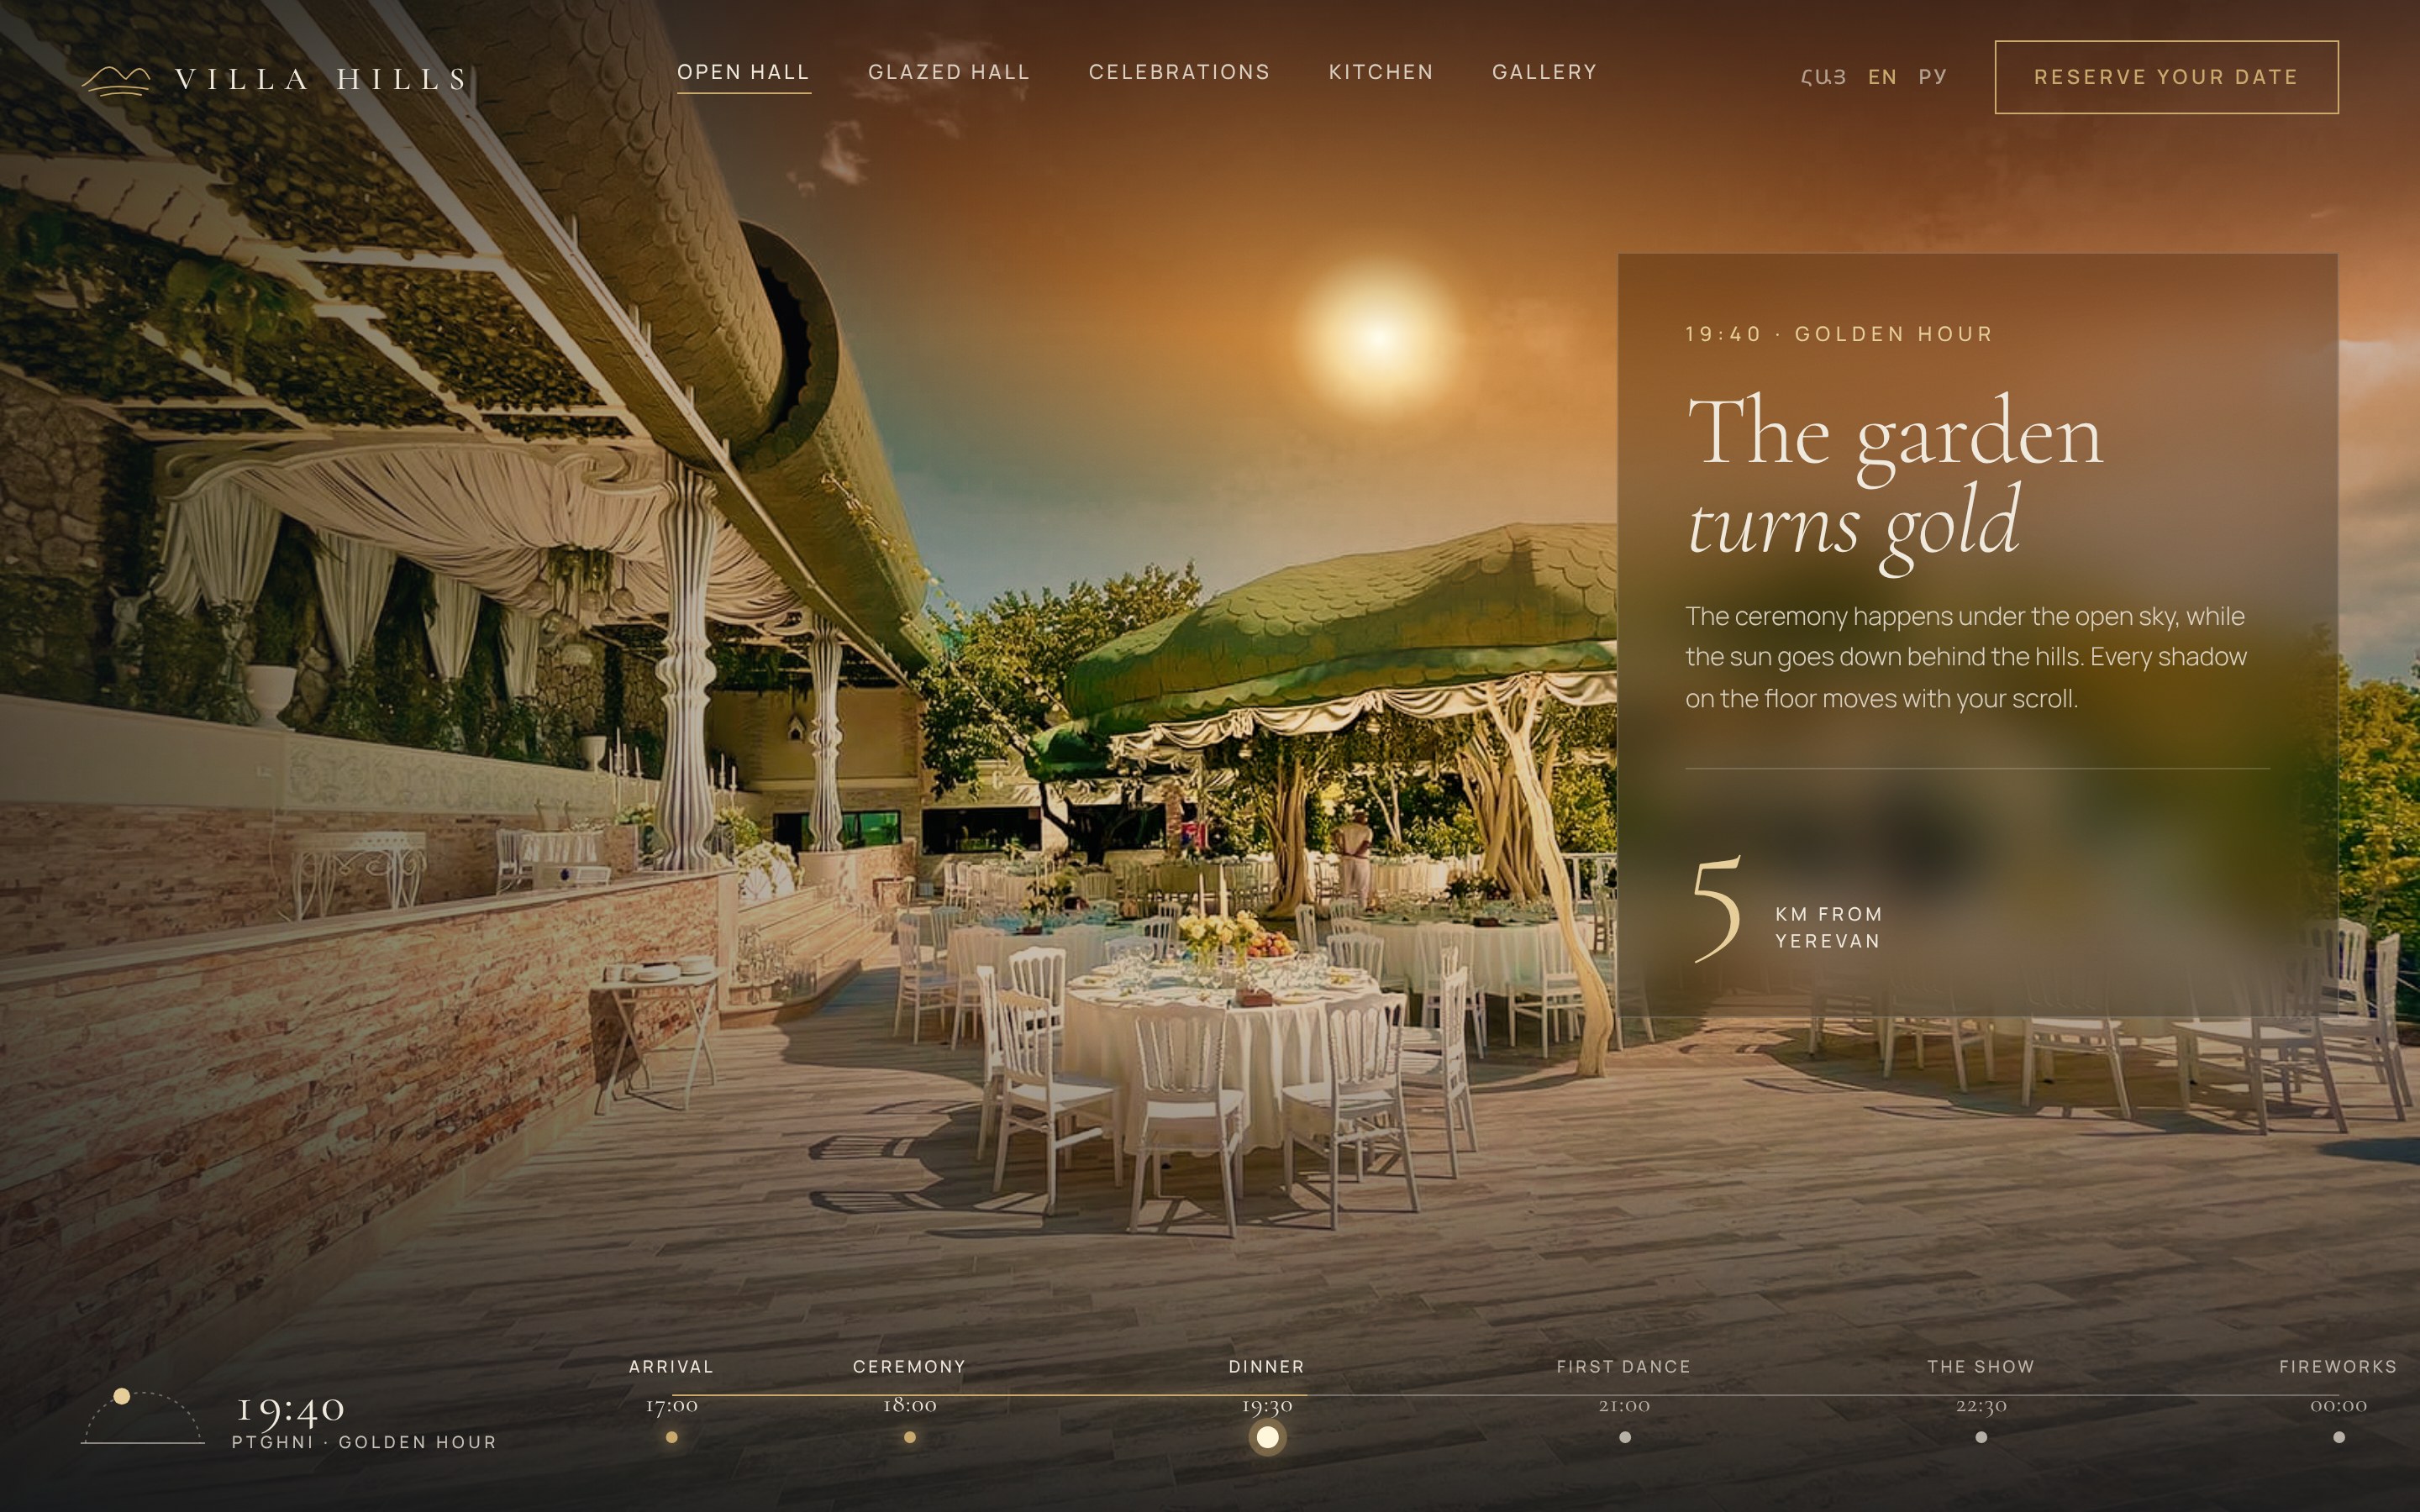 VILLA HILLS
OPEN HALL GLAZED HALL CELEBRATIONS KITCHEN GALLERY
ՀԱՅ EN РУ
RESERVE YOUR DATE
19:40 · GOLDEN HOUR
The garden
turns gold
The ceremony happens under the open sky, while
the sun goes down behind the hills. Every shadow
on the floor moves with your scroll.
5 KM FROM
YEREVAN
19:40
PTGHNI · GOLDEN HOUR
ARRIVAL CEREMONY DINNER FIRST DANCE THE SHOW FIREWORKS
17:00 18:00 19:30 21:00 22:30 00:00